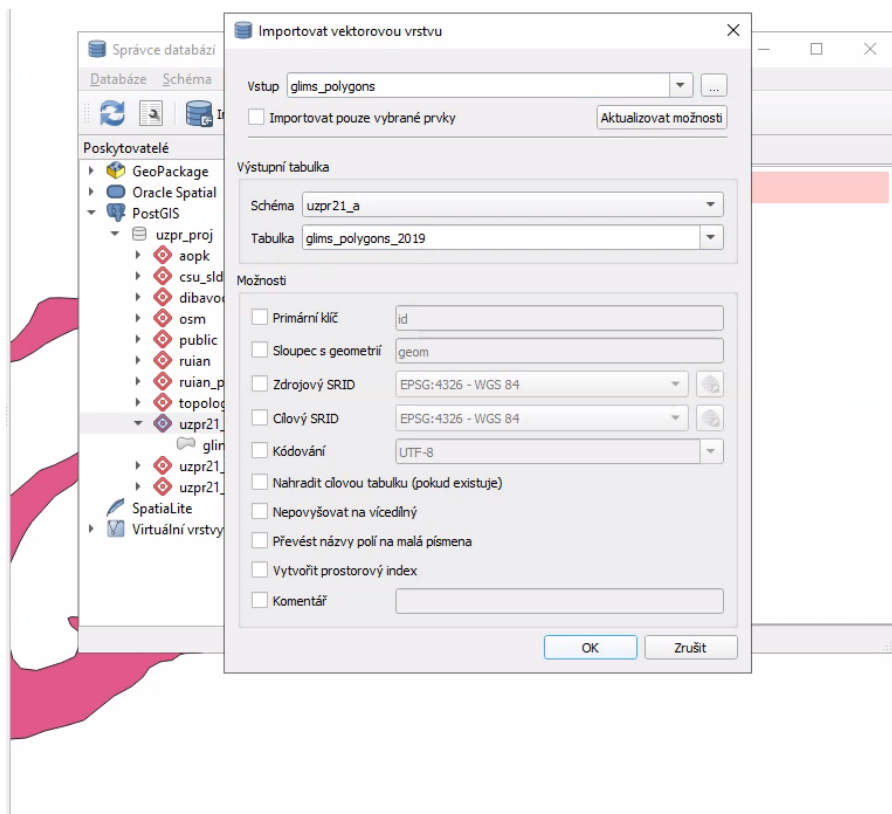 Správce databází
Databáze Schéma
Poskytovatelé
GeoPackage
Oracle Spatial
PostGIS
uzpr_proj
aopk
csu_sld
osm
public
ruian
ruian_p
uzpr21_
uzpr21_
uzpr21_
SpatiaLite
Virtuální vrstvy
Importovat vektorovou vrstvu
Vstup glims_polygons ...
Importovat pouze vybrané prvky Aktualizovat možnosti
Výstupní tabulka
Schéma uzpr21_a
Tabulka glims_polygons_2019
Možnosti
Primární klíč id
Sloupec s geometrií geom
Zdrojový SRID EPSG:4326 - WGS 84
Cílový SRID EPSG:4326 - WGS 84
Kódování UTF-8
Nahradit cílovou tabulku (pokud existuje)
Nepovyšovat na vícedílný
Převést názvy polí na malá písmena
Vytvořit prostorový index
Komentář
OK Zrušit